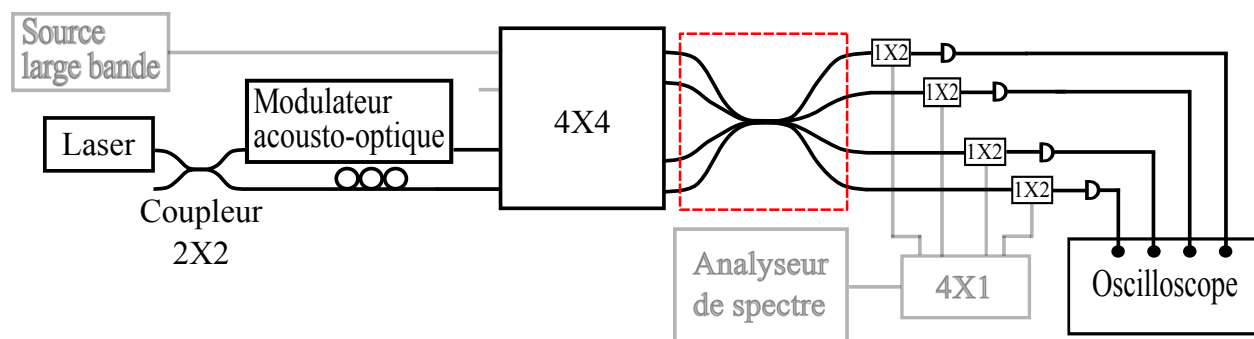 Source
large bande
Laser
Modulateur
acousto-optique
Coupleur
2X2
4X4
1X2
1X2
1X2
1X2
Analyseur
de spectre
4X1
Oscilloscope